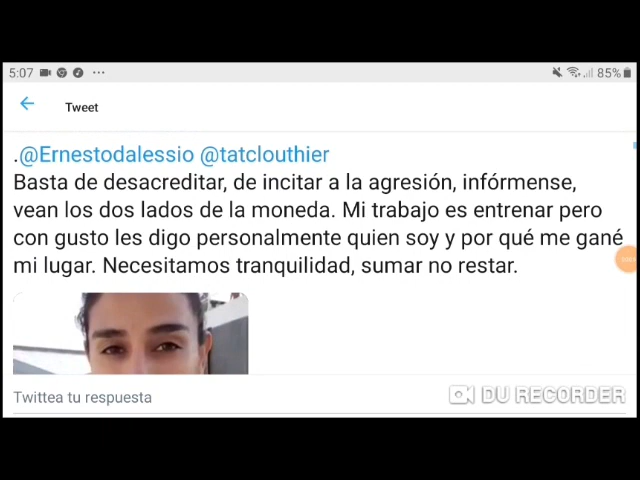 5:07
85%
Tweet
.@Ernestodalessio @tatclouthier
Basta de desacreditar, de incitar a la agresión, infórmense,
vean los dos lados de la moneda. Mi trabajo es entrenar pero
con gusto les digo personalmente quien soy y por qué me gané
mi lugar. Necesitamos tranquilidad, sumar no restar.
Twittea tu respuesta
DU RECORDER